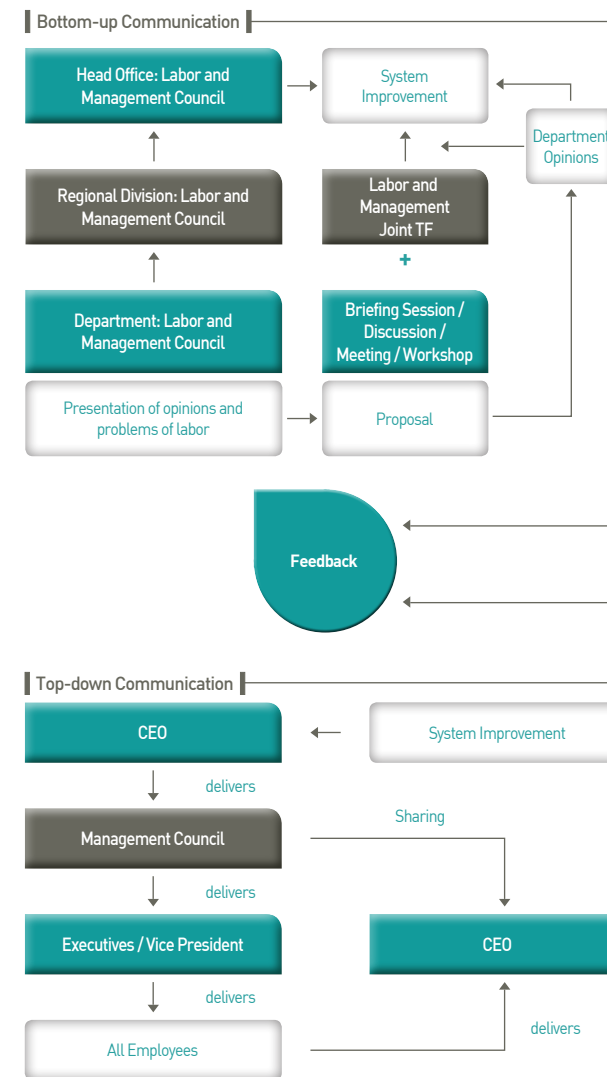 Bottom-up Communication
Head Office: Labor and
Management Council
System
Improvement
Department
Opinions
Regional Division: Labor and
Management Council
Labor and
Management
Joint TF
+
Department: Labor and
Management Council
Briefing Session /
Discussion /
Meeting / Workshop
Presentation of opinions and
problems of labor
Proposal
Feedback
Top-down Communication
CEO
System Improvement
delivers
Management Council
Sharing
delivers
Executives / Vice President
CEO
delivers
All Employees
delivers